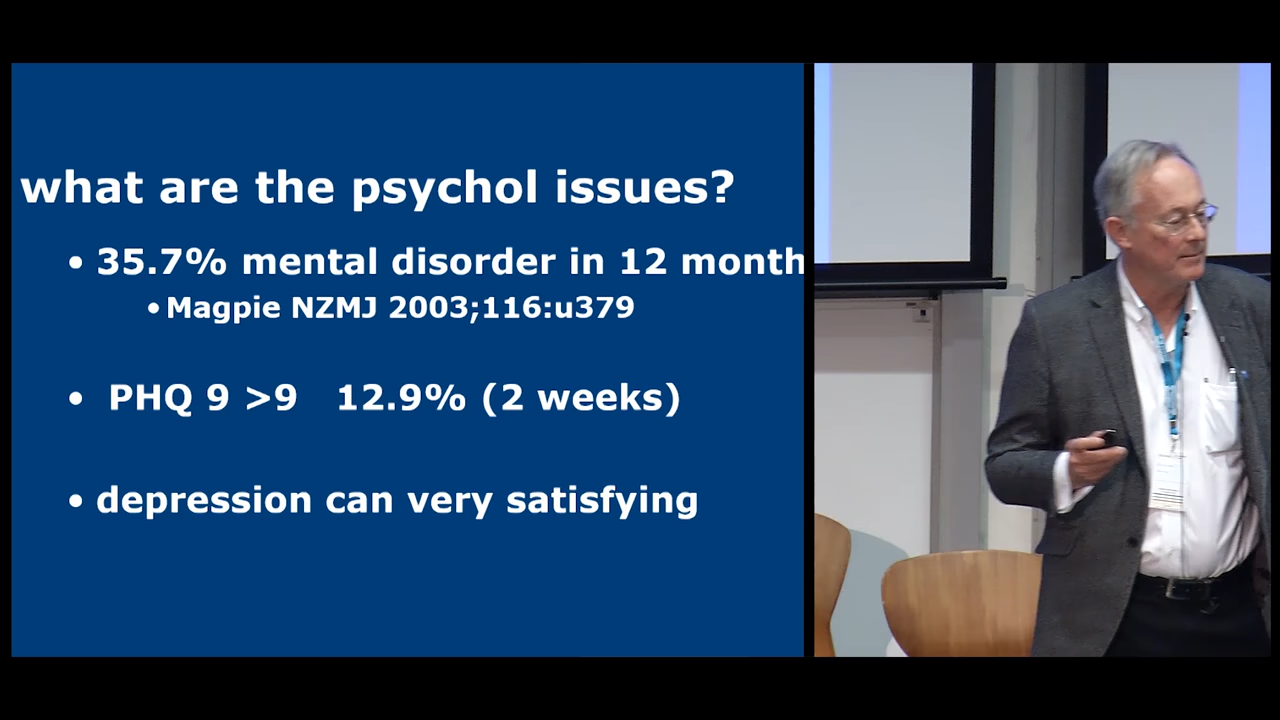 what are the psychol issues?
• 35.7% mental disorder in 12 month
• Magpie NZMJ 2003;116:u379
• PHQ 9 >9 12.9% (2 weeks)
• depression can very satisfying